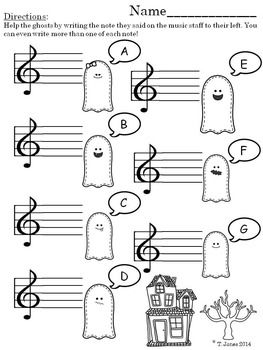 Name____________
Directions:
Help the ghosts by writing the note they said on the music staff to their left. You
can even write more than one of each note!
A
E
B
F
C
G
D
© T. Jones 2014